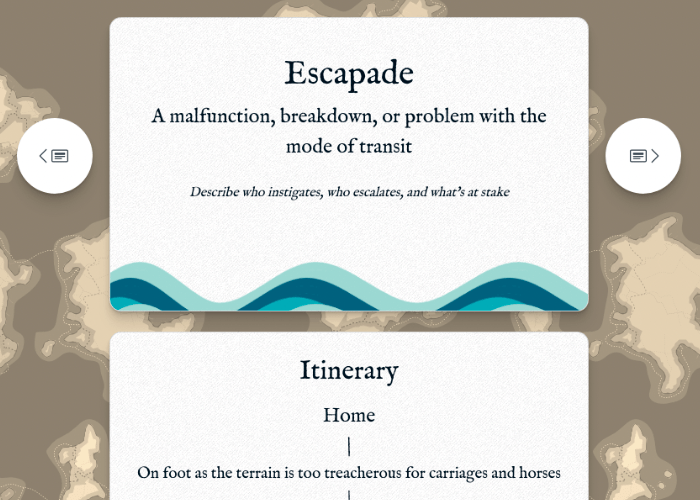 Escapade
A malfunction, breakdown, or problem with the
mode of transit
Describe who instigates, who escalates, and what's at stake
Itinerary
Home
On foot as the terrain is too treacherous for carriages and horses